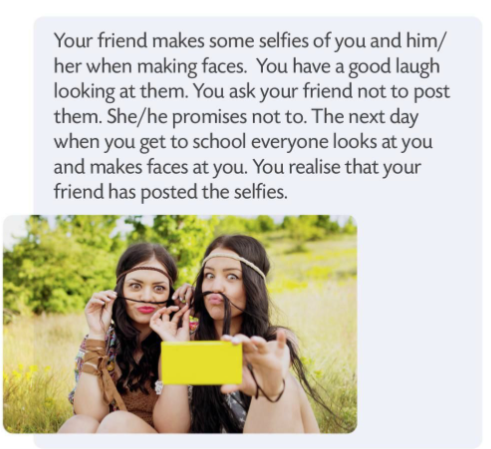 Your friend makes some selfies of you and him/
her when making faces.  You have a good laugh
looking at them. You ask your friend not to post
them. She/he promises not to. The next day
when you get to school everyone looks at you
and makes faces at you. You realise that your
friend has posted the selfies.